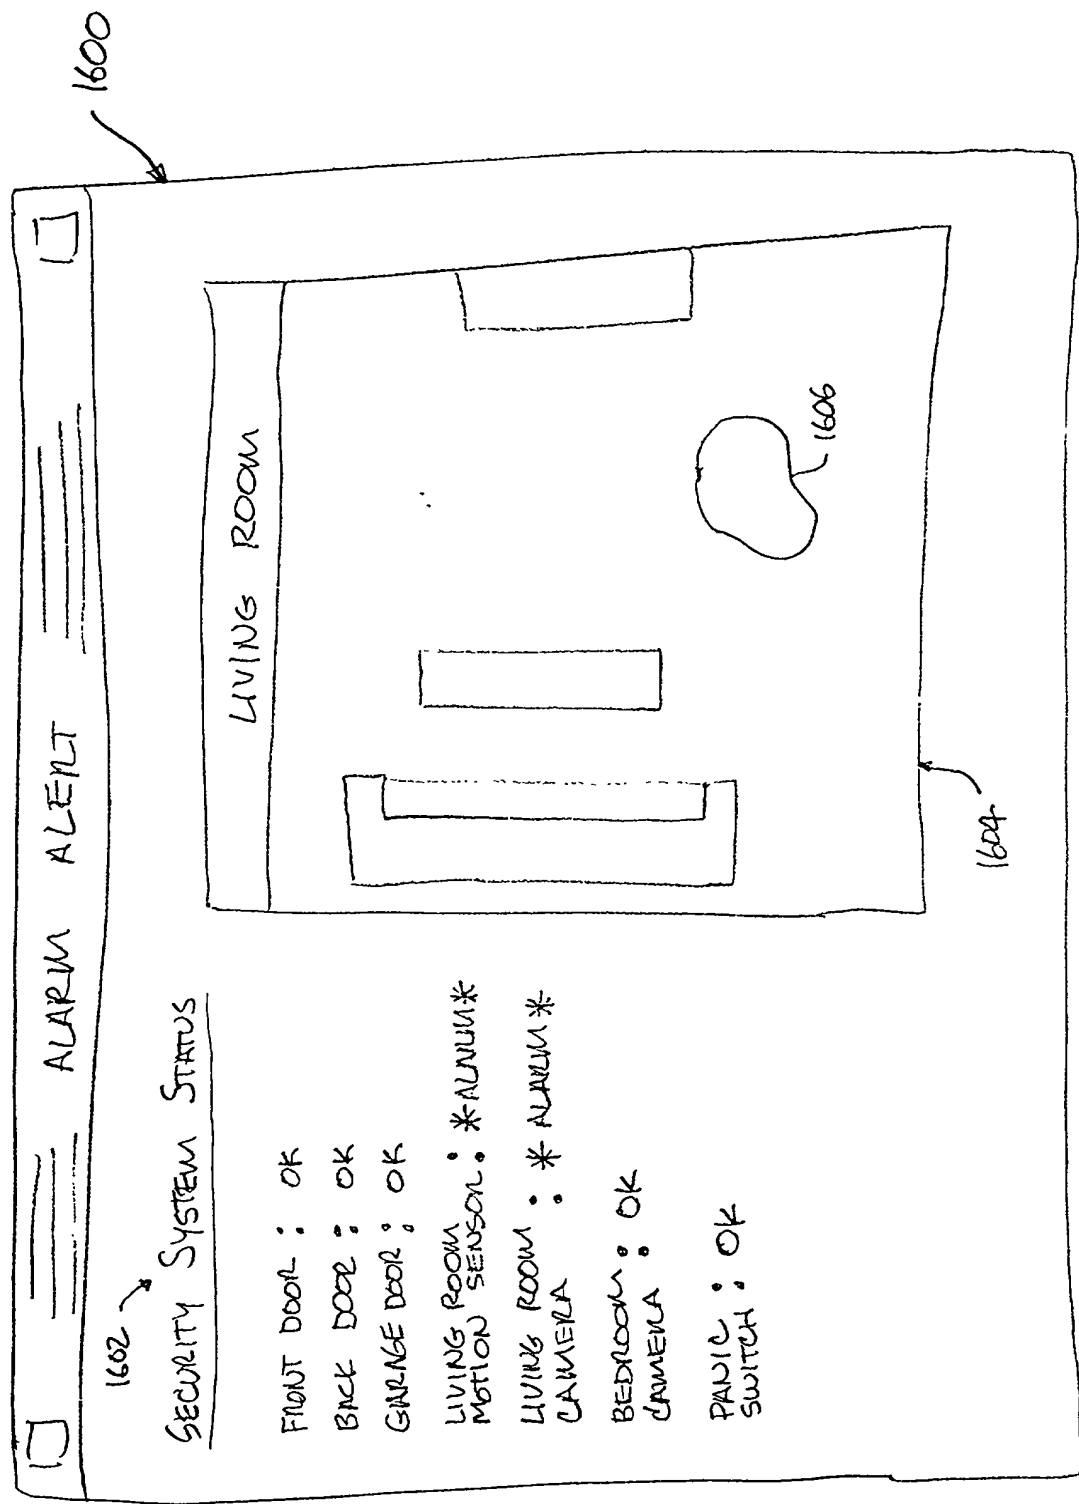 1600
ALARM ALERT
1602
SECURITY SYSTEM STATUS
LIVING ROOM
FRONT DOOR : OK
BACK DOOR : OK
GARAGE DOOR : OK
LIVING ROOM
MOTION SENSOR : *ALARM*
LIVING ROOM
CAMERA : *ALARM*
BEDROOM
CAMERA : OK
PANIC
SWITCH : OK
1606
1604